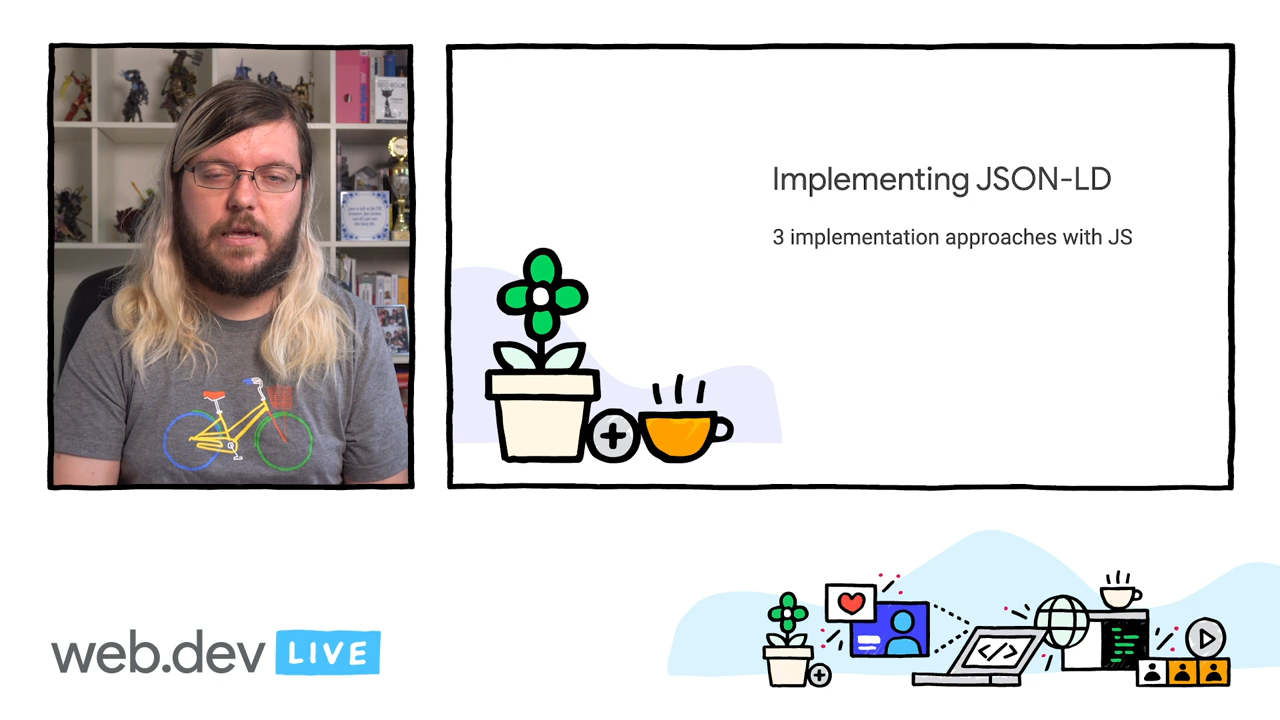 Implementing JSON-LD
3 implementation approaches with JS
web.dev LIVE